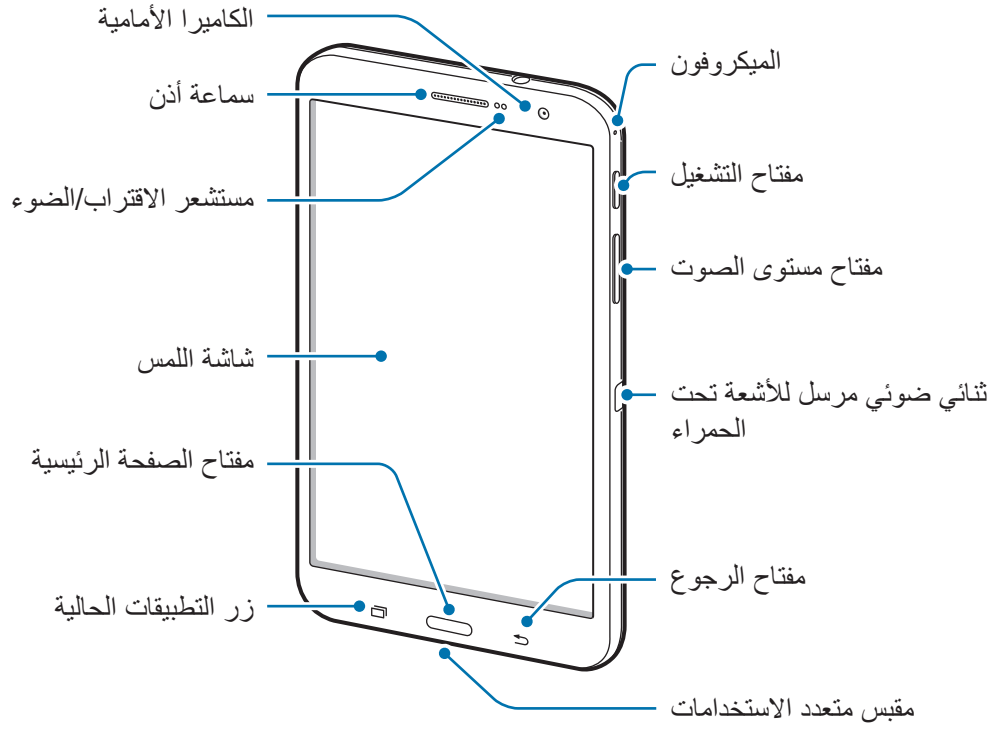 الكاميرا الأمامية
الميكروفون
سماعة أذن
مفتاح التشغيل
مستشعر الاقتراب/الضوء
مفتاح مستوى الصوت
شاشة اللمس
ثنائي ضوئي مرسل للأشعة تحت
الحمراء
مفتاح الصفحة الرئيسية
مفتاح الرجوع
زر التطبيقات الحالية
مقبس متعدد الاستخدامات